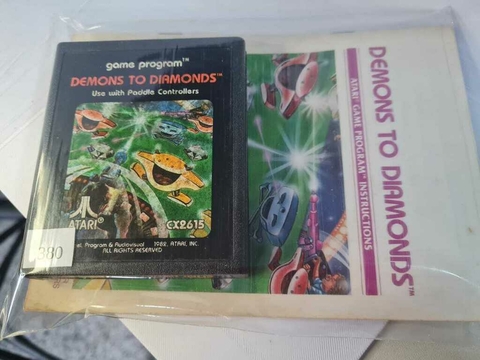 game program™
DEMONS TO DIAMONDS™
Use with Paddle Controllers
ATARI®
CX2615
380
Program & Audiovisual 1982, ATARI, INC.
ALL RIGHTS RESERVED
DEMONS TO DIAMONDS™
ATARI® GAME PROGRAM™ INSTRUCTIONS